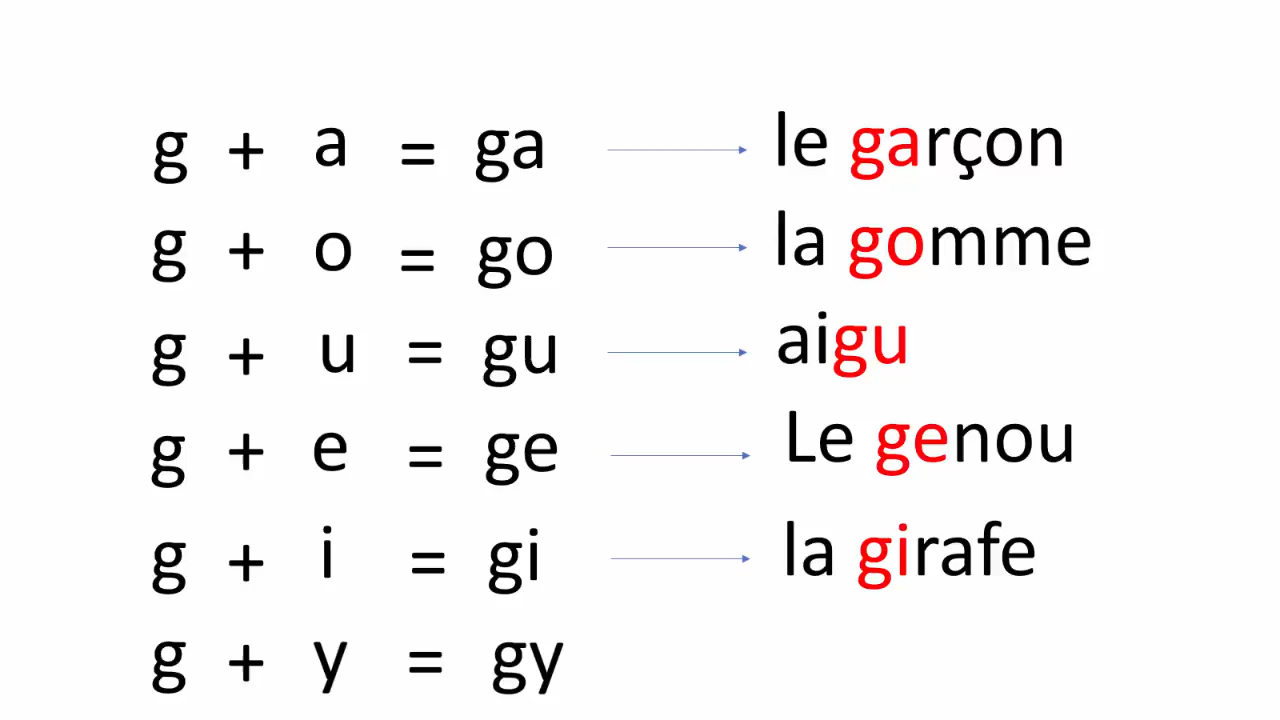 g + a = ga le garçon
g + o = go la gomme
g + u = gu aigu
g + e = ge Le genou
g + i = gi la girafe
g + y = gy